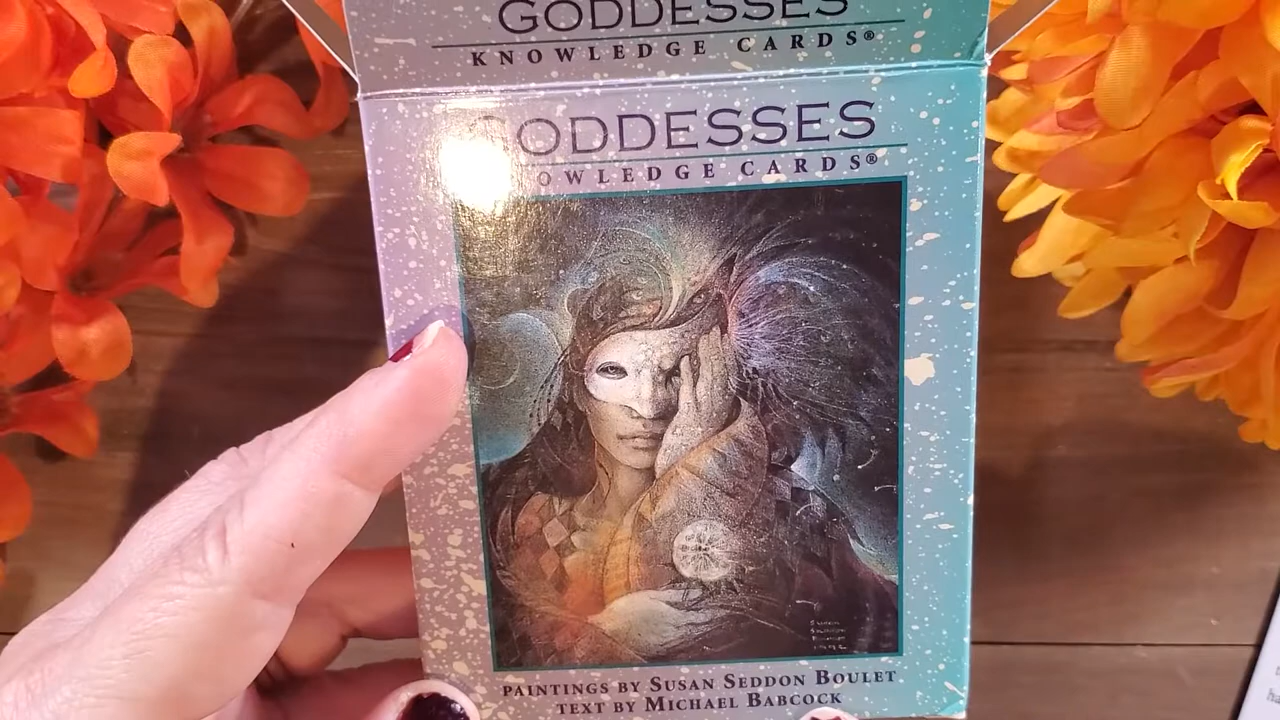 GODDESSES
KNOWLEDGE CARDS®
GODDESSES
KNOWLEDGE CARDS®
PAINTINGS BY SUSAN SEDDON BOULET
TEXT BY MICHAEL BABCOCK